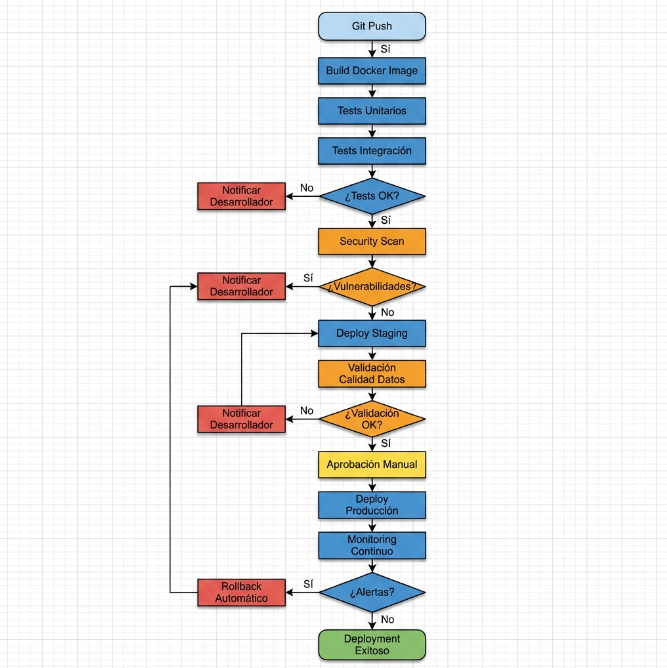 Git Push
Sí
Build Docker Image
Tests Unitarios
Tests Integración
¿Tests OK?
No
Notificar
Desarrollador
Sí
Security Scan
¿Vulnerabilidades?
Sí
Notificar
Desarrollador
No
Deploy Staging
Validación
Calidad Datos
¿Validación
OK?
No
Notificar
Desarrollador
Sí
Aprobación Manual
Deploy
Producción
Monitoring
Continuo
¿Alertas?
Sí
Rollback
Automático
No
Deployment
Exitoso